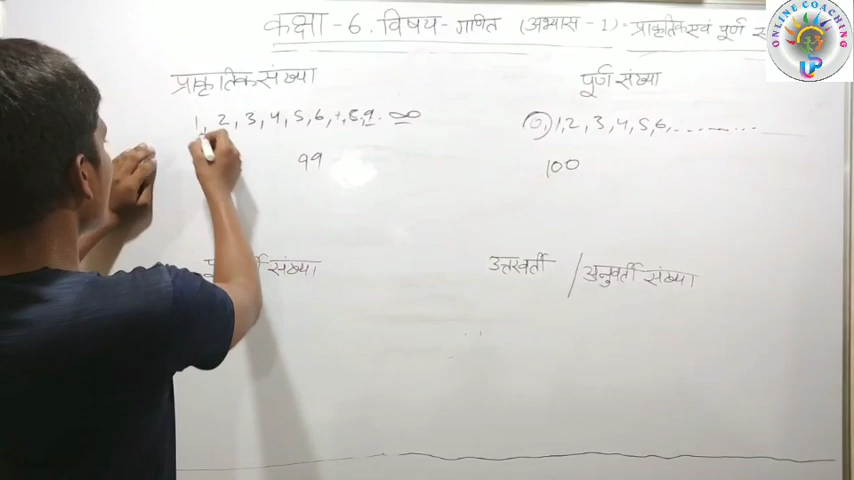 कक्षा - 6. विषय - गणित (अभ्यास - 1) - प्राकृतिक एवं पूर्ण
प्राकृतिक संख्या
1, 2, 3, 4, 5, 6, 7, 8, 9. ∞
99
पूर्ण संख्या
0, 1, 2, 3, 4, 5, 6, ..........
100
संख्या
उत्तरवर्ती / अनुवर्ती संख्या
ONLINE COACHING
UP